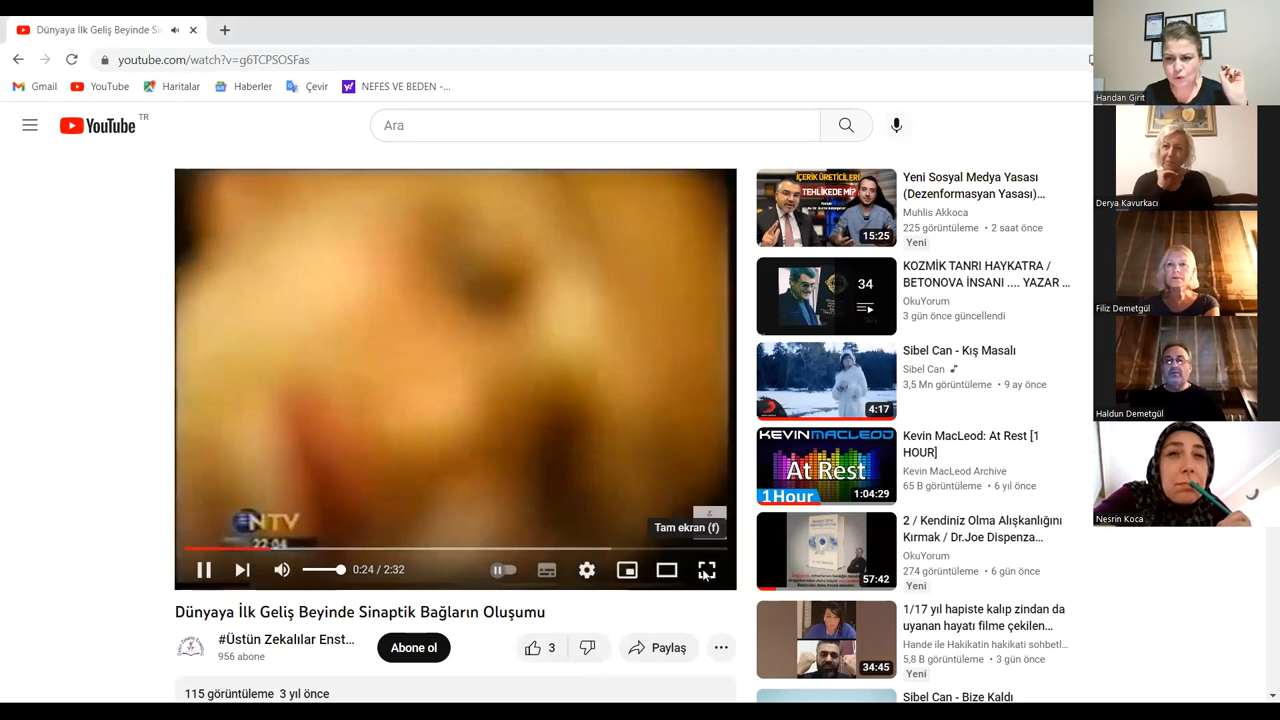 Dünyaya İlk Geliş Beyinde Si
youtube.com/watch?v=g6TCPSOSFas
Gmail
YouTube
Haritalar
Haberler
Çevir
NEFES VE BEDEN -...
YouTube TR
Ara
NTV
Tam ekran (f)
0:24 / 2:32
Dünyaya İlk Geliş Beyinde Sinaptik Bağların Oluşumu
#Üstün Zekalılar Enst...
956 abone
Abone ol
3
Paylaş
115 görüntüleme 3 yıl önce
İÇERİK ÜRETİCİLERİ
TEHLİKEDE Mİ?
15:25
Yeni Sosyal Medya Yasası
(Dezenformasyan Yasası)...
Muhlis Akkoca
225 görüntüleme • 2 saat önce
Yeni
34
KOZMİK TANRI HAYKATRA /
BETONOVA İNSANI .... YAZAR ...
OkuYorum
3 gün önce güncellendi
4:17
Sibel Can - Kış Masalı
Sibel Can
3,5 Mn görüntüleme • 9 ay önce
KEVIN MACLEOD
At Rest
1 Hour
1:04:29
Kevin MacLeod: At Rest [1
HOUR]
Kevin MacLeod Archive
65 B görüntüleme • 6 yıl önce
57:42
2 / Kendiniz Olma Alışkanlığını
Kırmak / Dr.Joe Dispenza...
OkuYorum
274 görüntüleme • 6 gün önce
Yeni
34:45
1/17 yıl hapiste kalıp zindan da
uyanan hayatı filme çekilen...
Hande ile Hakikatin hakikati sohbetl...
5,8 B görüntüleme • 3 gün önce
Yeni
Sibel Can - Bize Kaldı
Handan Girit
Derya Kavurkacı
Filiz Demetgül
Haldun Demetgül
Nesrin Koca